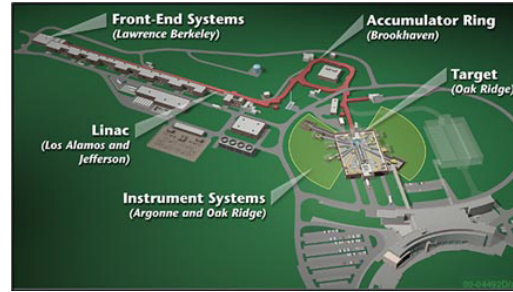 Front-End Systems
(Lawrence Berkeley)
Accumulator Ring
(Brookhaven)
Target
(Oak Ridge)
Linac
(Los Alamos and
Jefferson)
Instrument Systems
(Argonne and Oak Ridge)